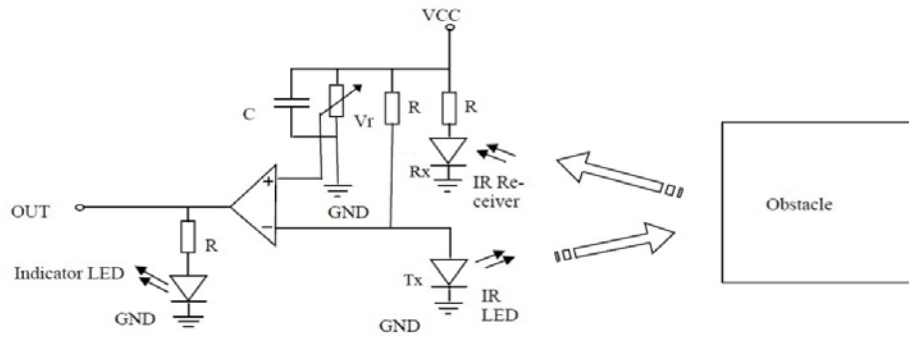 VCC
C
Vr
R
R
Rx
IR Re-
ceiver
GND
+
−
OUT
R
Indicator LED
GND
Tx
IR
LED
GND
Obstacle